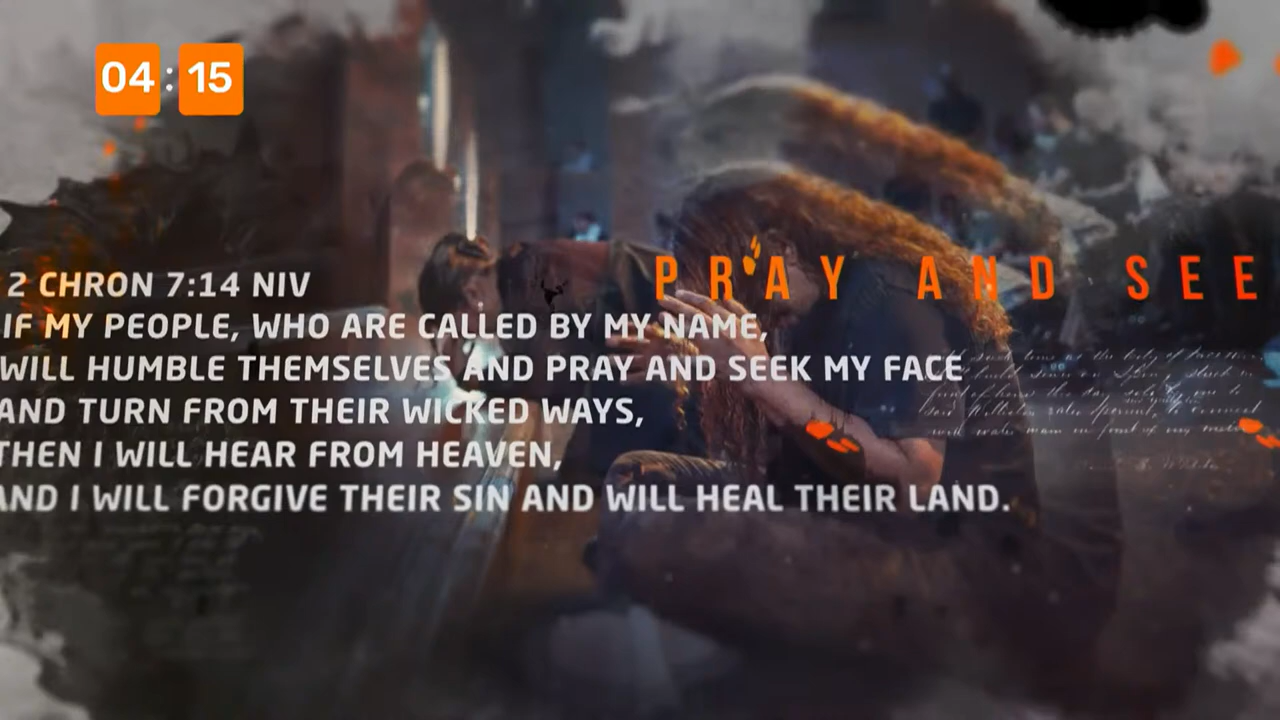 04:15
PRAY AND SEE
2 CHRON 7:14 NIV
IF MY PEOPLE, WHO ARE CALLED BY MY NAME,
WILL HUMBLE THEMSELVES AND PRAY AND SEEK MY FACE
AND TURN FROM THEIR WICKED WAYS,
THEN I WILL HEAR FROM HEAVEN,
AND I WILL FORGIVE THEIR SIN AND WILL HEAL THEIR LAND.